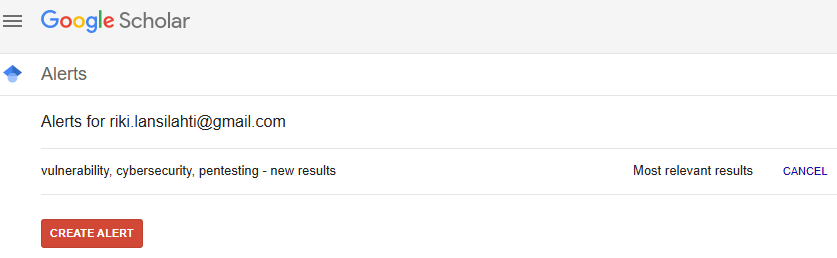 Google Scholar
Alerts
Alerts for riki.lansilahti@gmail.com
vulnerability, cybersecurity, pentesting - new results Most relevant results CANCEL
CREATE ALERT